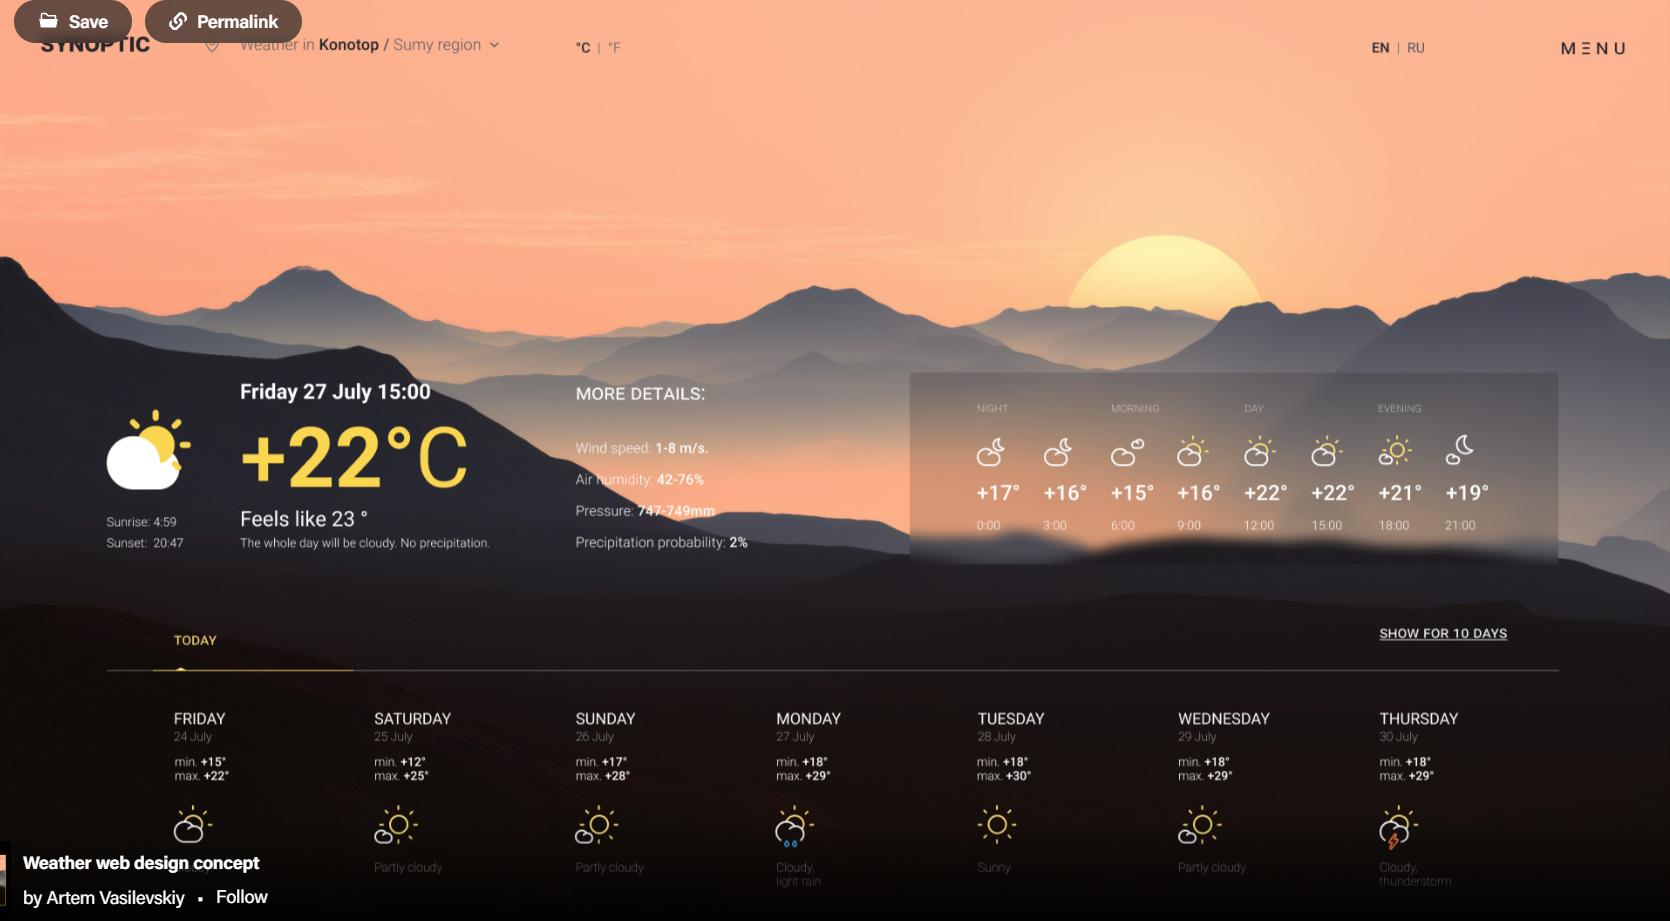 Save
Permalink
SYNOPTIC
Weather in Konotop / Sumy region
°C | °F
EN | RU
MENU
Friday 27 July 15:00
+22°C
Feels like 23 °
The whole day will be cloudy. No precipitation.
Sunrise: 4:59
Sunset: 20:47
MORE DETAILS:
Wind speed: 1-8 m/s.
Air humidity: 42-76%
Pressure: 747-749mm
Precipitation probability: 2%
NIGHT MORNING DAY EVENING
+17° +16° +15° +16° +22° +22° +21° +19°
0:00 3:00 6:00 9:00 12:00 15:00 18:00 21:00
TODAY
SHOW FOR 10 DAYS
FRIDAY SATURDAY SUNDAY MONDAY TUESDAY WEDNESDAY THURSDAY
24 July 25 July 26 July 27 July 28 July 29 July 30 July
min. +15° min. +12° min. +17° min. +18° min. +18° min. +18° min. +18°
max. +22° max. +25° max. +28° max. +29° max. +30° max. +29° max. +29°
Partly cloudy Partly cloudy Cloudy, Sunny Partly cloudy Cloudy,
light rain thunderstorm
Weather web design concept
by Artem Vasilevskiy • Follow